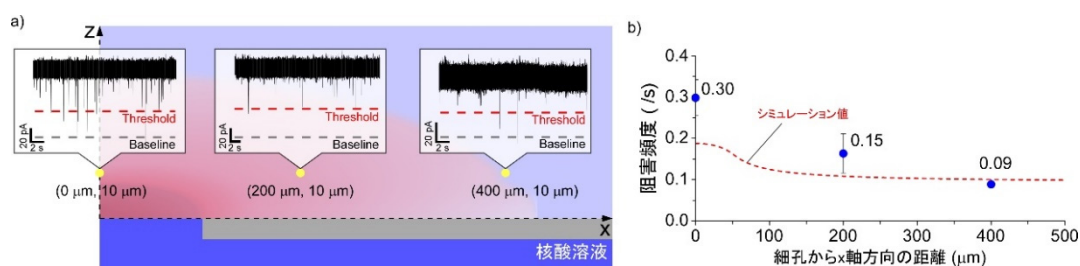 a)
Z
Threshold
Baseline
20 pA
2 s
Threshold
Baseline
20 pA
2 s
Threshold
Baseline
20 pA
2 s
(0 μm, 10 μm)
(200 μm, 10 μm)
(400 μm, 10 μm)
X
核酸溶液
b)
阻害頻度 (/s)
0.4
0.3
0.2
0.1
0.0
0.30
シミュレーション値
0.15
0.09
0
100
200
300
400
500
細孔からx軸方向の距離 (μm)